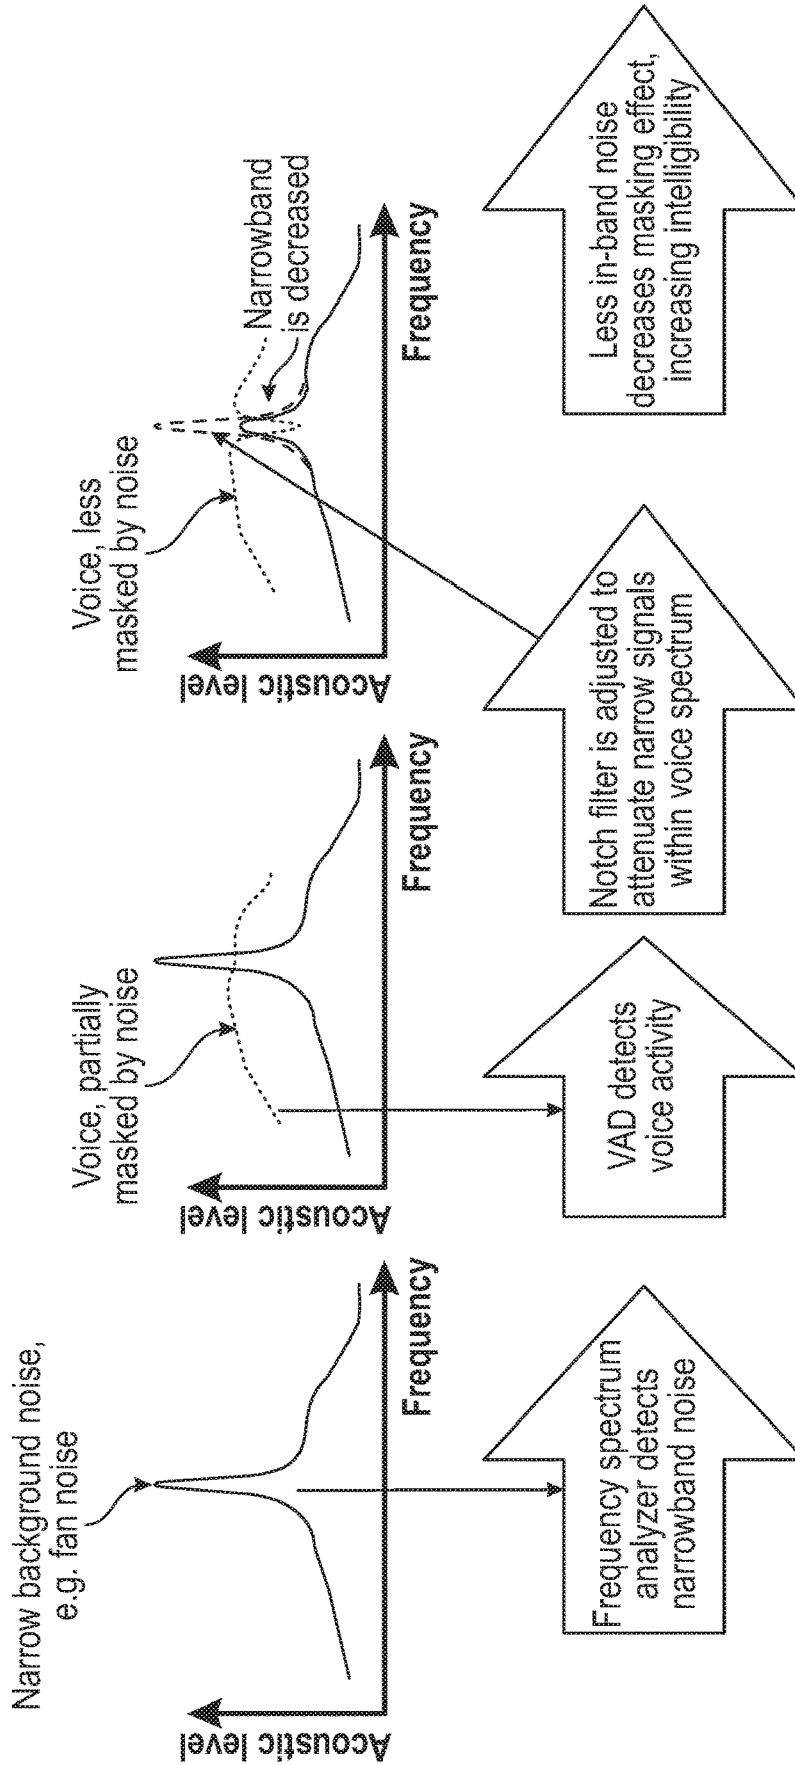 Narrow background noise,
e.g. fan noise
Acoustic level
Frequency
Voice, partially
masked by noise
Acoustic level
Frequency
Voice, less
masked by noise
Narrowband
is decreased
Acoustic level
Frequency
Frequency spectrum
analyzer detects
narrowband noise
VAD detects
voice activity
Notch filter is adjusted to
attenuate narrow signals
within voice spectrum
Less in-band noise
decreases masking effect,
increasing intelligibility